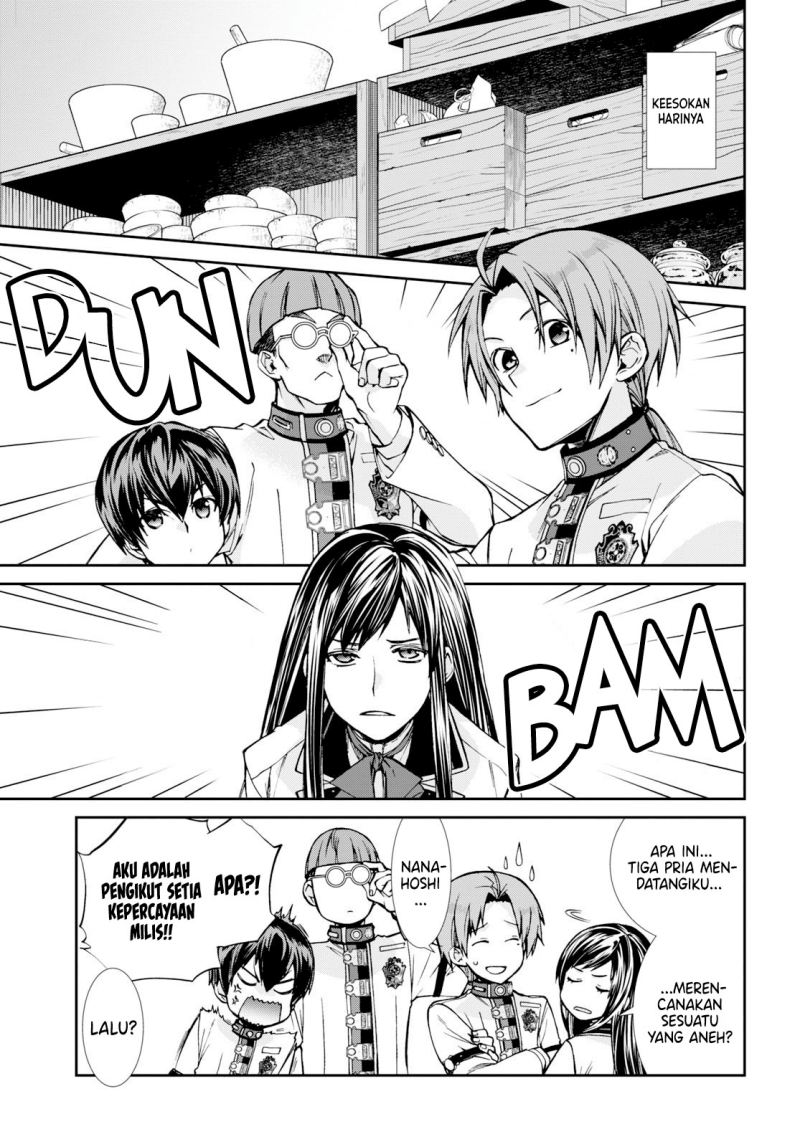 KEESOKAN
HARINYA
DUN
BAM
APA INI...
TIGA PRIA MEN-
DATANGIKU...
...MEREN-
CANAKAN
SESUATU
YANG ANEH?
NANA-
HOSHI
...
APA?!
AKU ADALAH
PENGIKUT SETIA
KEPERCAYAAN
MILIS!!
LALU?